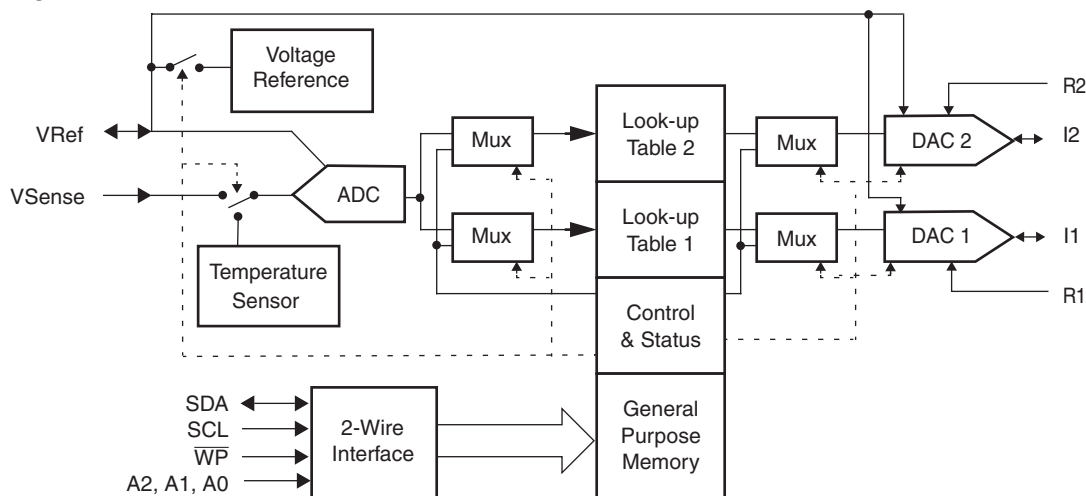 Voltage
Reference
VRef
VSense
ADC
Temperature
Sensor
Mux
Mux
Look-up
Table 2
Look-up
Table 1
Control
& Status
General
Purpose
Memory
Mux
Mux
DAC 2
DAC 1
R2
I2
I1
R1
SDA
SCL
WP
A2, A1, A0
2-Wire
Interface